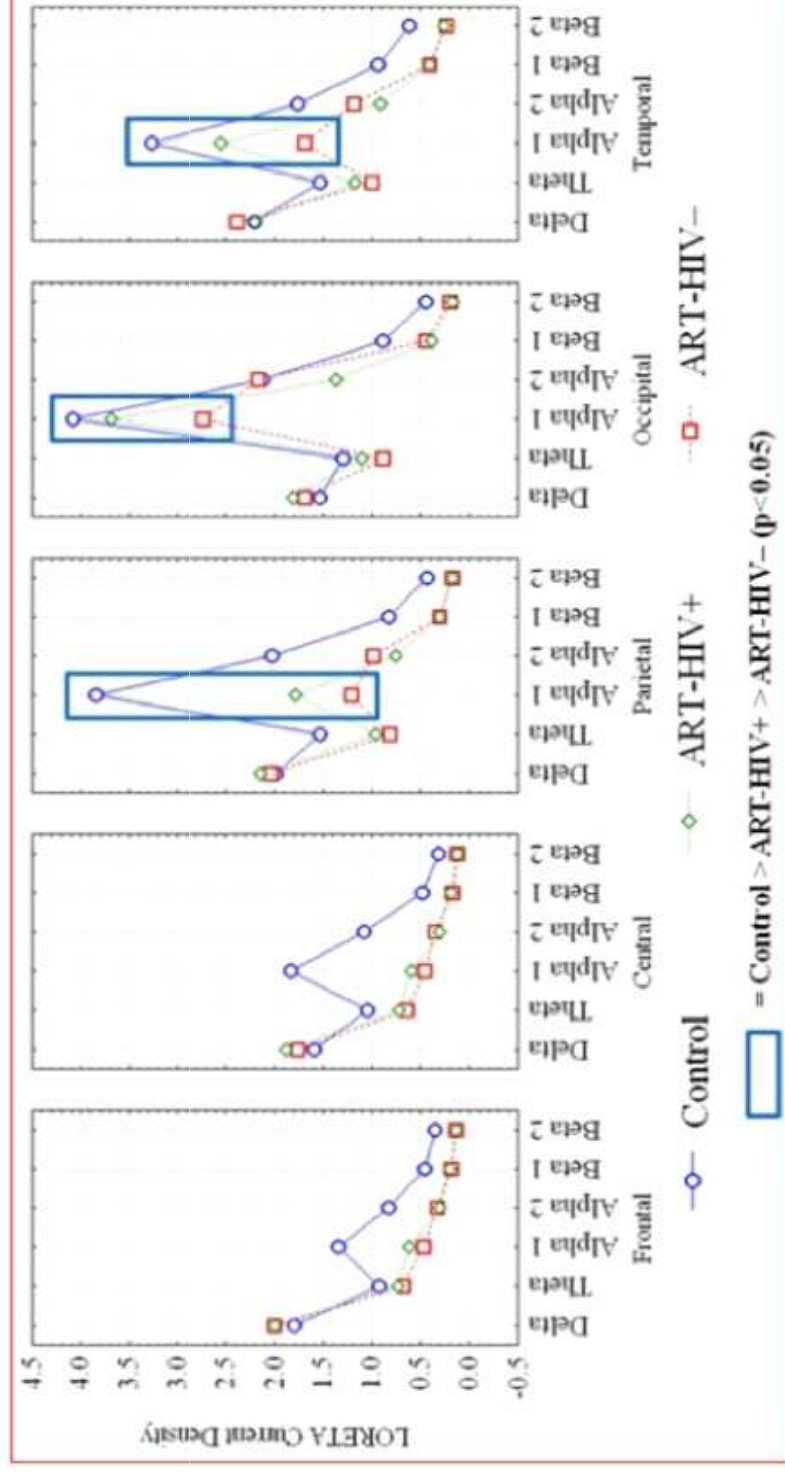 LORETA Current Density
4.5
4.0
3.5
3.0
2.5
2.0
1.5
1.0
0.5
0.0
-0.5
Delta Theta Alpha 1 Alpha 2 Beta 1 Beta 2
Frontal
Delta Theta Alpha 1 Alpha 2 Beta 1 Beta 2
Central
Delta Theta Alpha 1 Alpha 2 Beta 1 Beta 2
Parietal
Delta Theta Alpha 1 Alpha 2 Beta 1 Beta 2
Occipital
Delta Theta Alpha 1 Alpha 2 Beta 1 Beta 2
Temporal
Control ART-HIV+ ART-HIV−
= Control > ART-HIV+ > ART-HIV− (p<0.05)